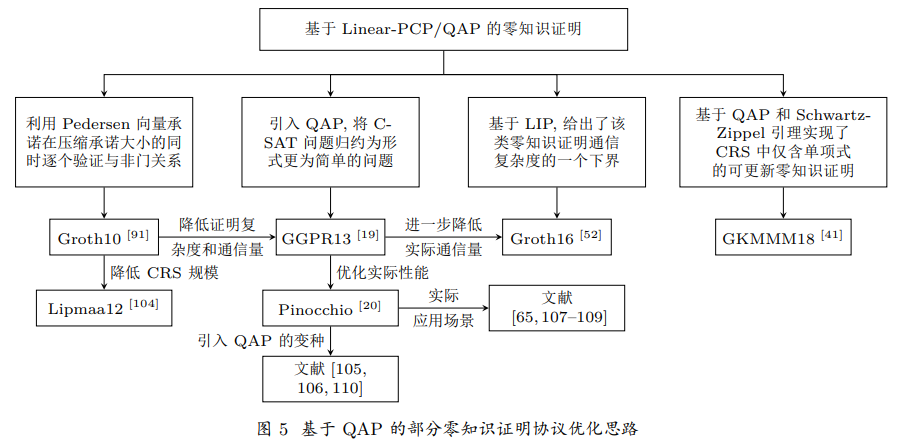 基于 Linear-PCP/QAP 的零知识证明
利用 Pedersen 向量承
诺在压缩承诺大小的同
时逐个验证与非门关系
引入 QAP, 将 C-
SAT 问题归约为形
式更为简单的问题
基于 LIP, 给出了该
类零知识证明通信
复杂度的一个下界
基于 QAP 和 Schwartz-
Zippel 引理实现了
CRS 中仅含单项式
的可更新零知识证明
Groth10 [91]
降低证明复
杂度和通信量
GGPR13 [19]
进一步降低
实际通信量
Groth16 [52]
GKMMM18 [41]
降低 CRS 规模
优化实际性能
Lipmaa12 [104]
Pinocchio [20]
实际
应用场景
文献
[65, 107–109]
引入 QAP 的变种
文献 [105,
106, 110]
图 5 基于 QAP 的部分零知识证明协议优化思路